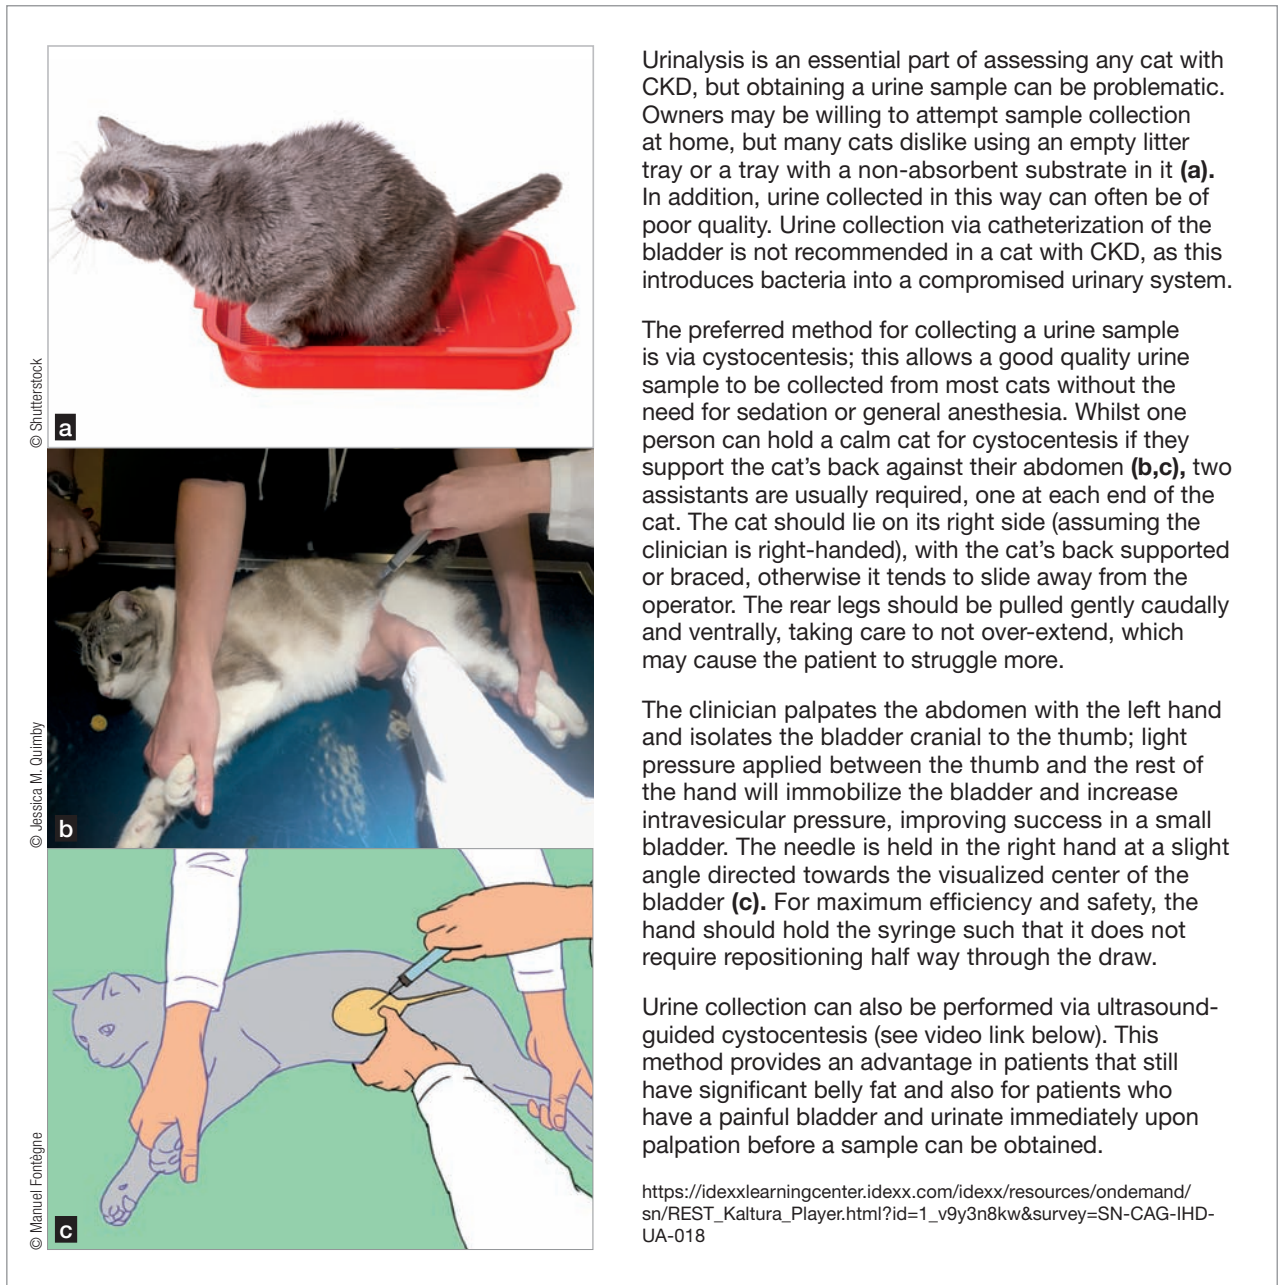 © Shutterstock
a
© Jessica M. Quimby
b
© Manuel Fontègne
c
Urinalysis is an essential part of assessing any cat with
CKD, but obtaining a urine sample can be problematic.
Owners may be willing to attempt sample collection
at home, but many cats dislike using an empty litter
tray or a tray with a non-absorbent substrate in it (a).
In addition, urine collected in this way can often be of
poor quality. Urine collection via catheterization of the
bladder is not recommended in a cat with CKD, as this
introduces bacteria into a compromised urinary system.
The preferred method for collecting a urine sample
is via cystocentesis; this allows a good quality urine
sample to be collected from most cats without the
need for sedation or general anesthesia. Whilst one
person can hold a calm cat for cystocentesis if they
support the cat's back against their abdomen (b,c), two
assistants are usually required, one at each end of the
cat. The cat should lie on its right side (assuming the
clinician is right-handed), with the cat's back supported
or braced, otherwise it tends to slide away from the
operator. The rear legs should be pulled gently caudally
and ventrally, taking care to not over-extend, which
may cause the patient to struggle more.
The clinician palpates the abdomen with the left hand
and isolates the bladder cranial to the thumb; light
pressure applied between the thumb and the rest of
the hand will immobilize the bladder and increase
intravesicular pressure, improving success in a small
bladder. The needle is held in the right hand at a slight
angle directed towards the visualized center of the
bladder (c). For maximum efficiency and safety, the
hand should hold the syringe such that it does not
require repositioning half way through the draw.
Urine collection can also be performed via ultrasound-
guided cystocentesis (see video link below). This
method provides an advantage in patients that still
have significant belly fat and also for patients who
have a painful bladder and urinate immediately upon
palpation before a sample can be obtained.
https://idexxlearningcenter.idexx.com/idexx/resources/ondemand/
sn/REST_Kaltura_Player.html?id=1_v9y3n8kw&survey=SN-CAG-IHD-
UA-018